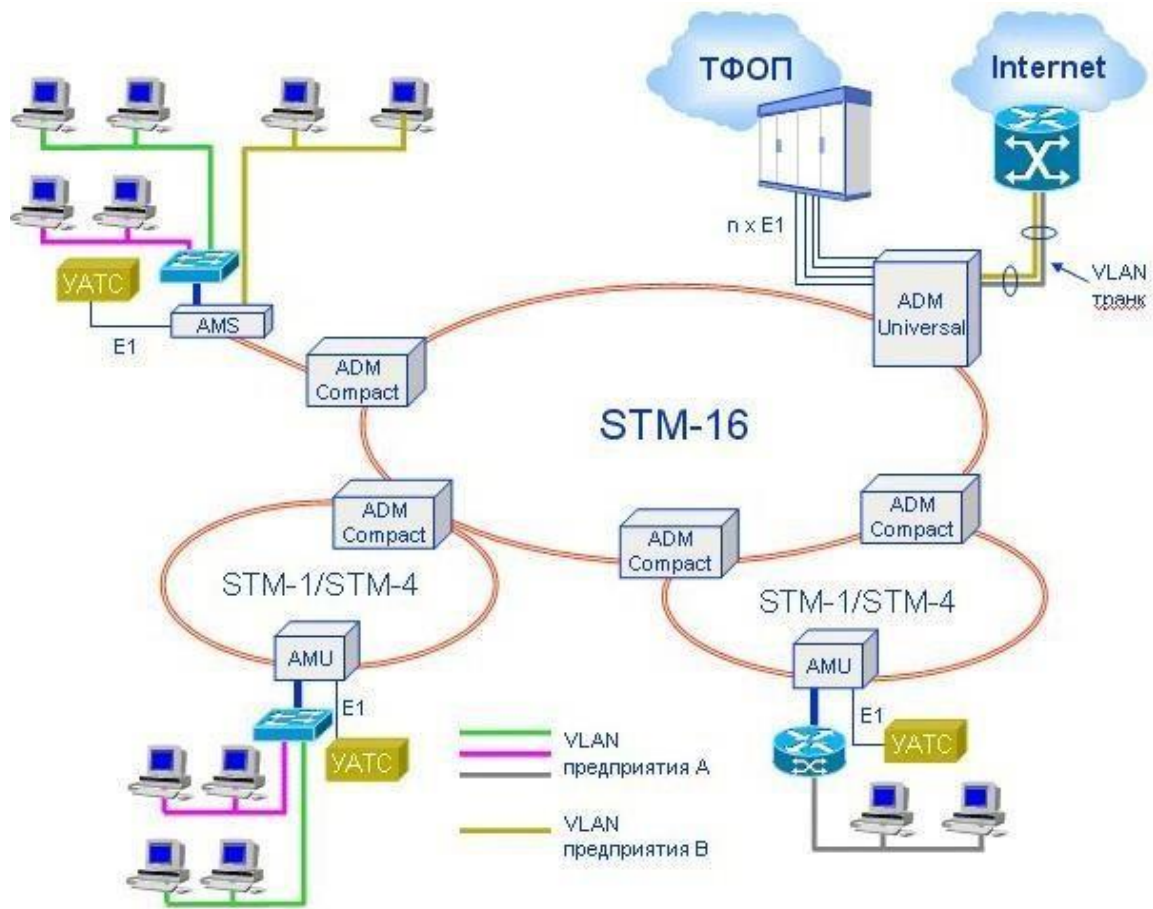 ТФОП
Internet
n x E1
VLAN
транк
УАТС
E1
AMS
ADM
Universal
ADM
Compact
STM-16
ADM
Compact
ADM
Compact
ADM
Compact
STM-1/STM-4
STM-1/STM-4
AMU
AMU
E1
УАТС
E1
УАТС
VLAN
предприятия А
VLAN
предприятия В